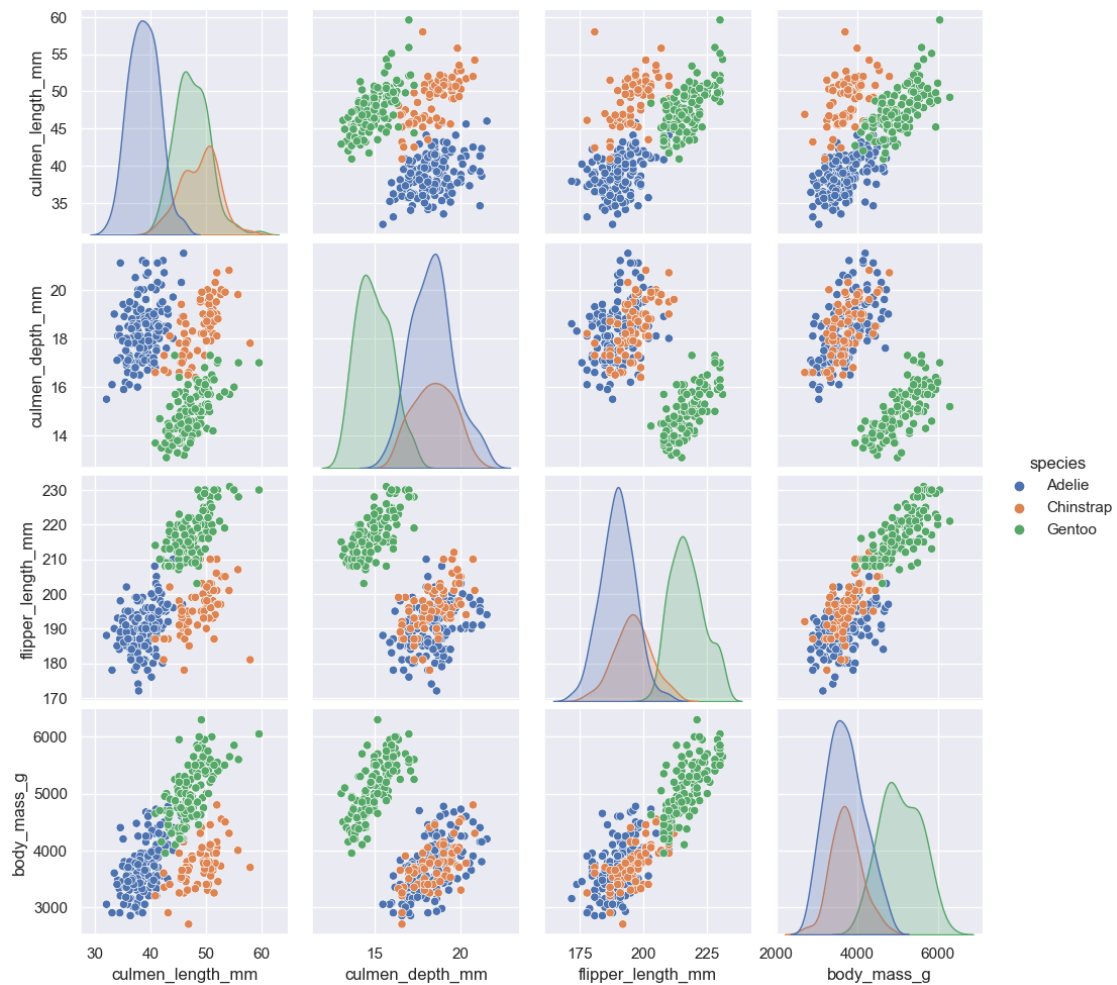 culmen_length_mm
60
55
50
45
40
35
culmen_depth_mm
20
18
16
14
flipper_length_mm
230
220
210
200
190
180
170
body_mass_g
6000
5000
4000
3000
30 40 50 60
15 20
175 200 225
2000 4000 6000
culmen_length_mm culmen_depth_mm flipper_length_mm body_mass_g
species
Adelie
Chinstrap
Gentoo